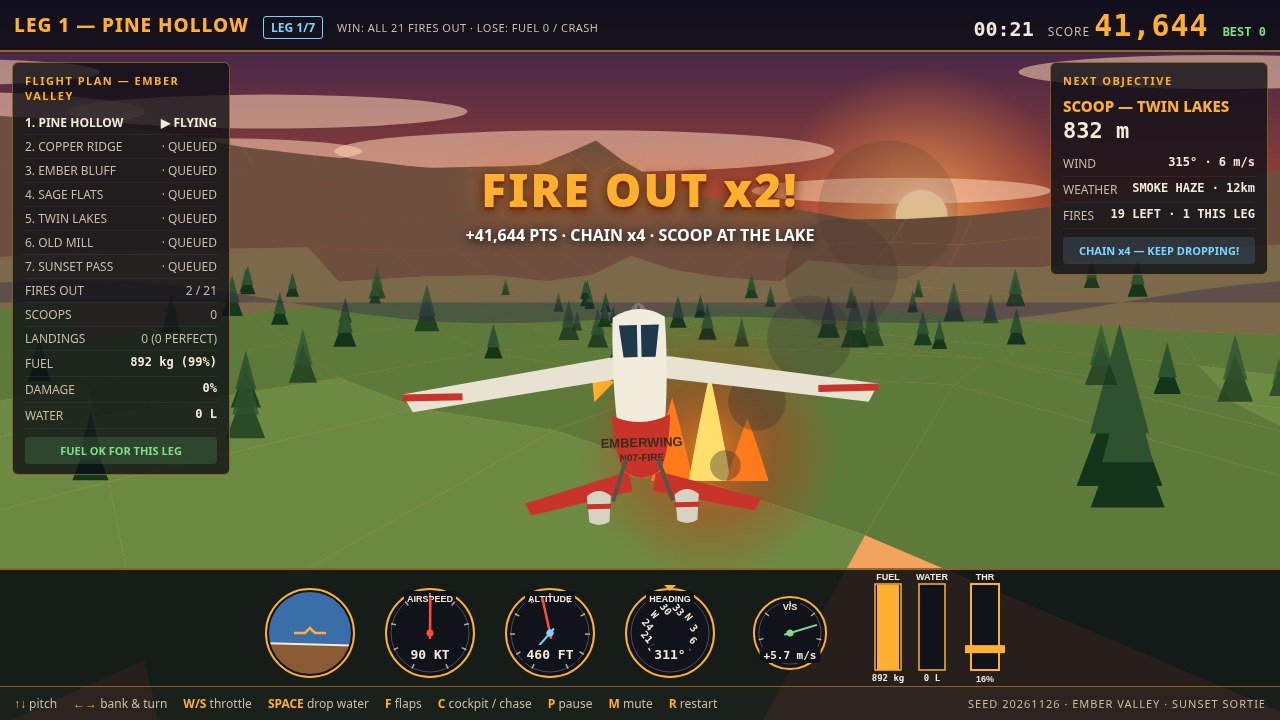 LEG 1 — PINE HOLLOW LEG 1/7 WIN: ALL 21 FIRES OUT · LOSE: FUEL 0 / CRASH 00:21 SCORE 41,644 BEST 0
FLIGHT PLAN — EMBER
VALLEY
1. PINE HOLLOW ▶ FLYING
2. COPPER RIDGE · QUEUED
3. EMBER BLUFF · QUEUED
4. SAGE FLATS · QUEUED
5. TWIN LAKES · QUEUED
6. OLD MILL · QUEUED
7. SUNSET PASS · QUEUED
FIRES OUT 2 / 21
SCOOPS 0
LANDINGS 0 (0 PERFECT)
FUEL 892 kg (99%)
DAMAGE 0%
WATER 0 L
FUEL OK FOR THIS LEG
FIRE OUT x2!
+41,644 PTS · CHAIN x4 · SCOOP AT THE LAKE
NEXT OBJECTIVE
SCOOP — TWIN LAKES
832 m
WIND 315° · 6 m/s
WEATHER SMOKE HAZE · 12km
FIRES 19 LEFT · 1 THIS LEG
CHAIN x4 — KEEP DROPPING!
EMBERWING
N07-FIRE
AIRSPEED
90 KT
ALTITUDE
460 FT
HEADING
21 24 W 30 33 N 3 6
311°
V/S
+5.7 m/s
FUEL WATER THR
892 kg 0 L 16%
↑↓ pitch ←→ bank & turn W/S throttle SPACE drop water F flaps C cockpit / chase P pause M mute R restart SEED 20261126 · EMBER VALLEY · SUNSET SORTIE